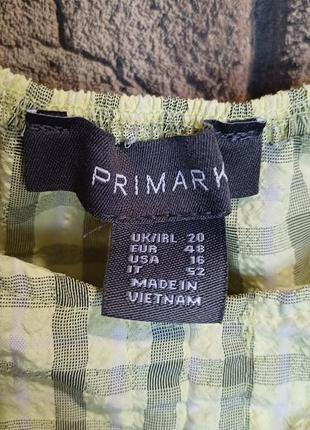 PRIMARK
UK/IRL 20
EUR 48
USA 16
IT 52
MADE IN
VIETNAM